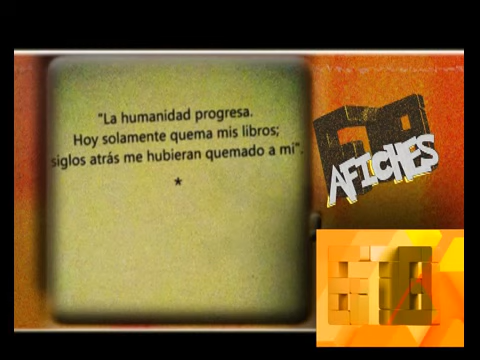 "La humanidad progresa.
Hoy solamente quema mis libros;
siglos atrás me hubieran quemado a mí".
*
AFICHES